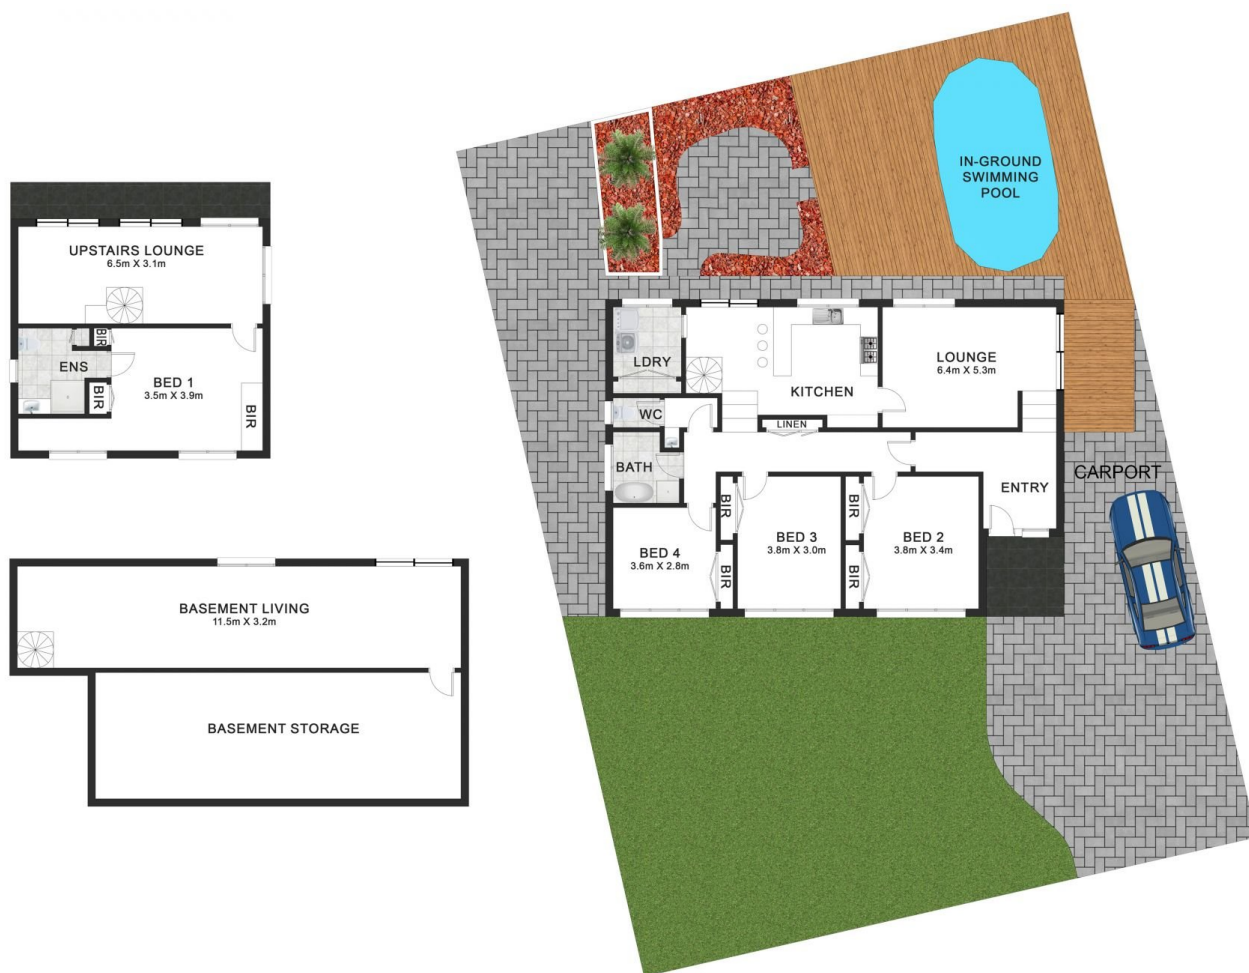 UPSTAIRS LOUNGE
6.5m X 3.1m
BIR
ENS
BED 1
3.5m X 3.9m
BIR
BIR
BASEMENT LIVING
11.5m X 3.2m
BASEMENT STORAGE
IN-GROUND
SWIMMING
POOL
LDRY
KITCHEN
LOUNGE
6.4m X 5.3m
WC
LINEN
BATH
ENTRY
CARPORT
BED 4
3.6m X 2.8m
BIR
BIR
BED 3
3.8m X 3.0m
BIR
BIR
BED 2
3.8m X 3.4m